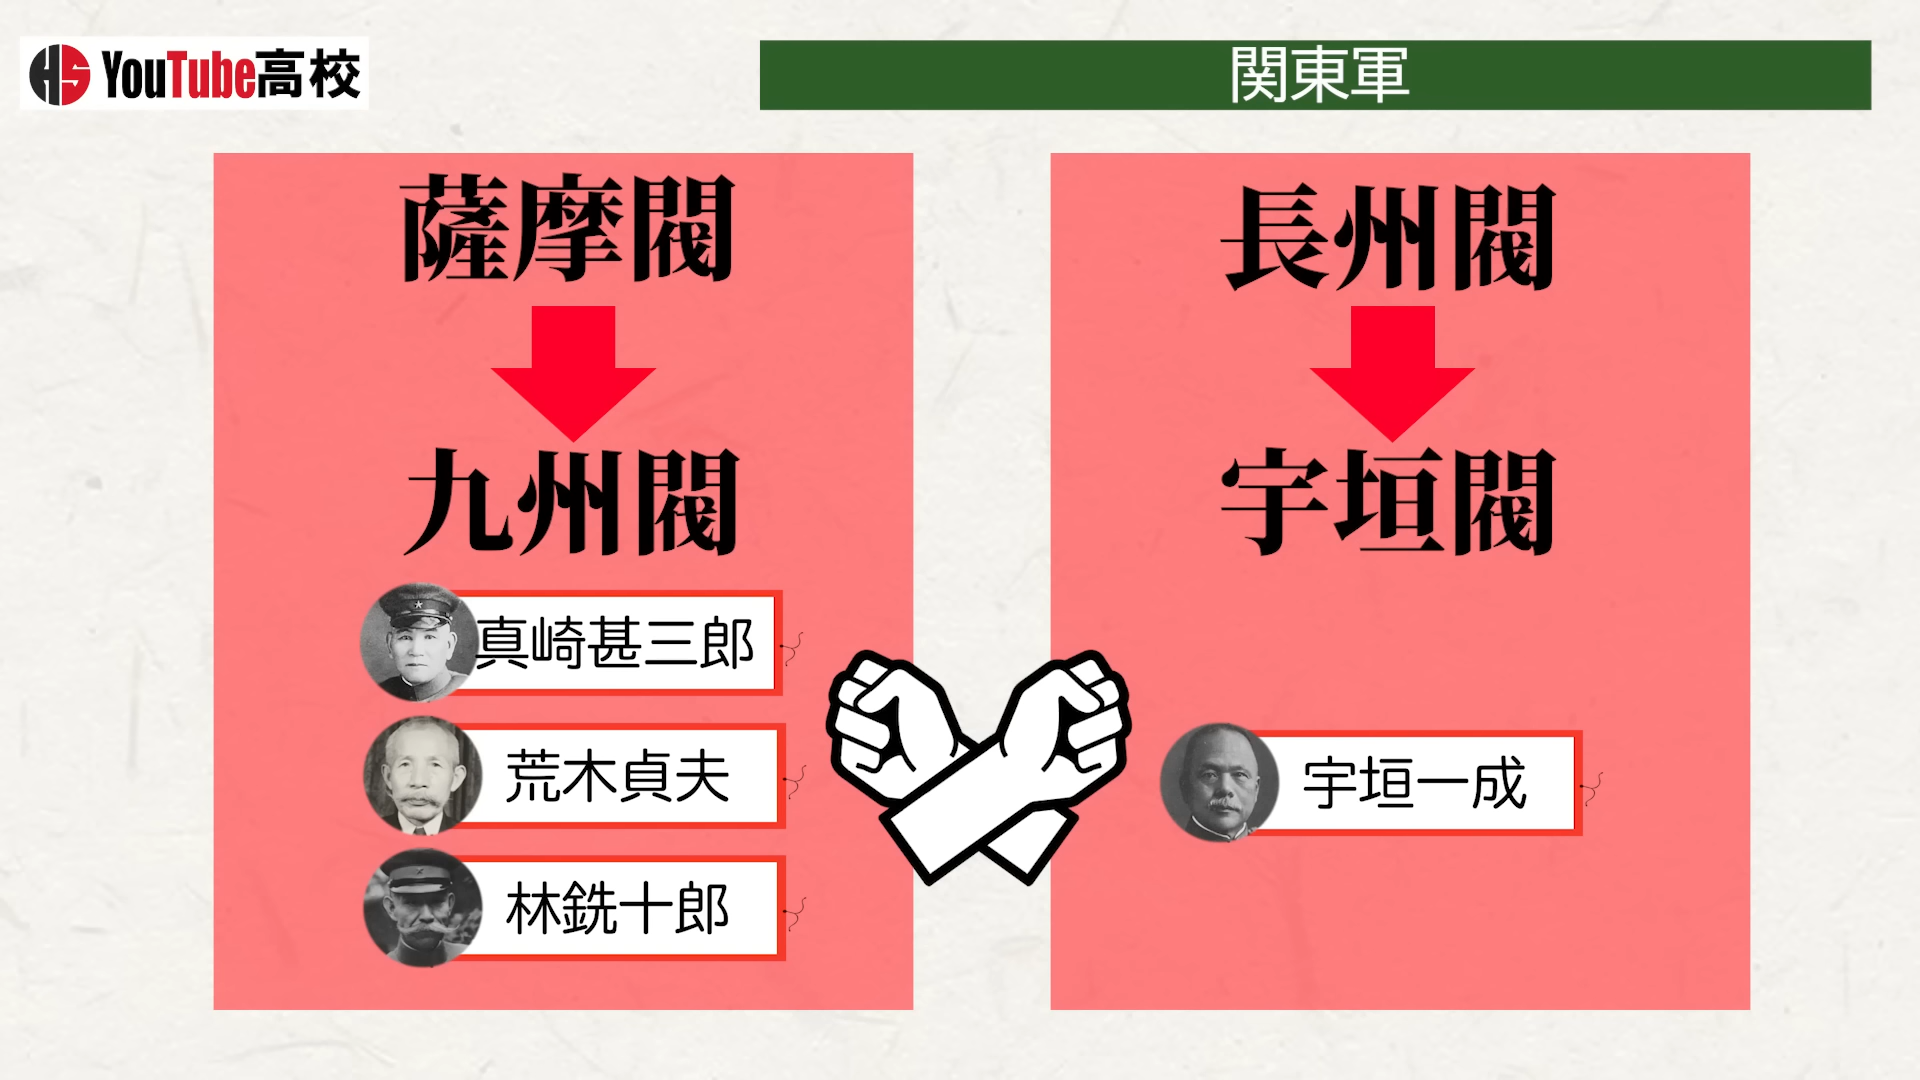 YouTube高校
関東軍
薩摩閥
九州閥
真崎甚三郎
荒木貞夫
林銑十郎
長州閥
宇垣閥
宇垣一成